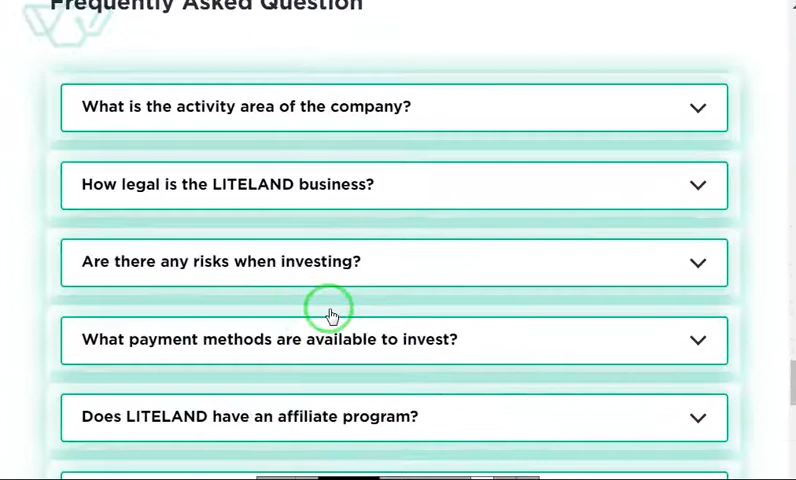 Frequently Asked Question
What is the activity area of the company?
How legal is the LITELAND business?
Are there any risks when investing?
What payment methods are available to invest?
Does LITELAND have an affiliate program?